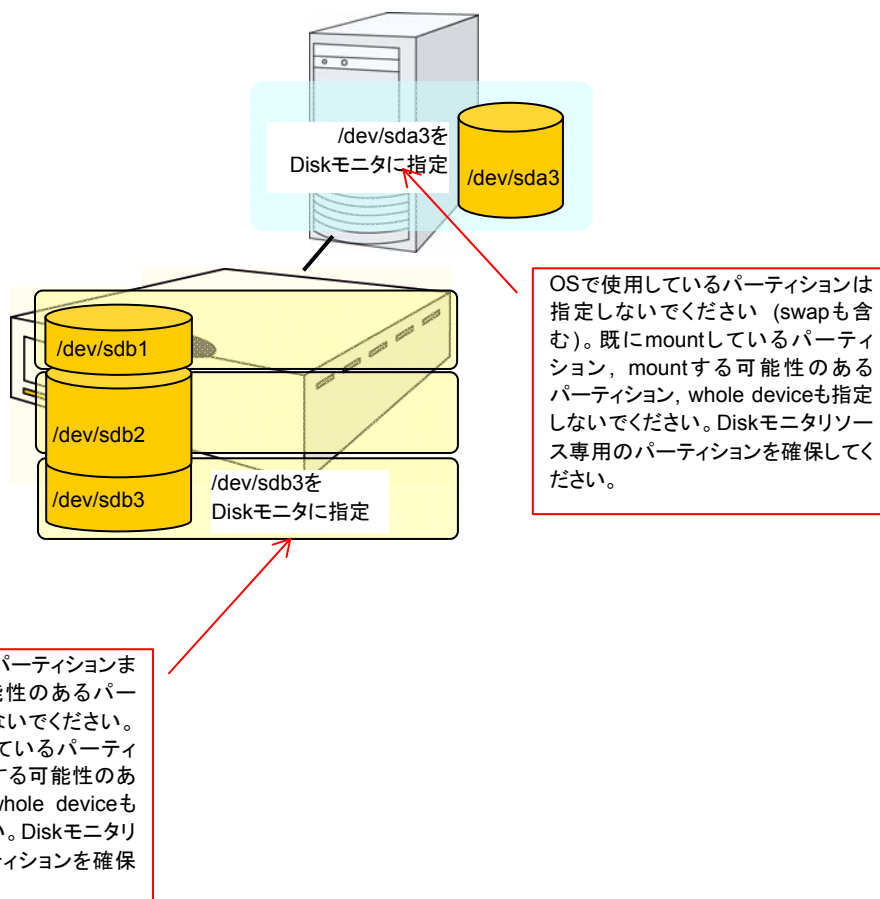 /dev/sda3を
Diskモニタに指定
/dev/sda3
OSで使用しているパーティションは
指定しないでください (swapも含
む)。既にmountしているパーティ
ション, mountする可能性のある
パーティション, whole deviceも指定
しないでください。Diskモニタリソー
ス専用のパーティションを確保してく
ださい。
/dev/sdb1
/dev/sdb2
/dev/sdb3
/dev/sdb3を
Diskモニタに指定
パーティションま
能性のあるパー
ないでください。
ているパーティ
する可能性のあ
whole deviceも
い。Diskモニタリ
ティションを確保